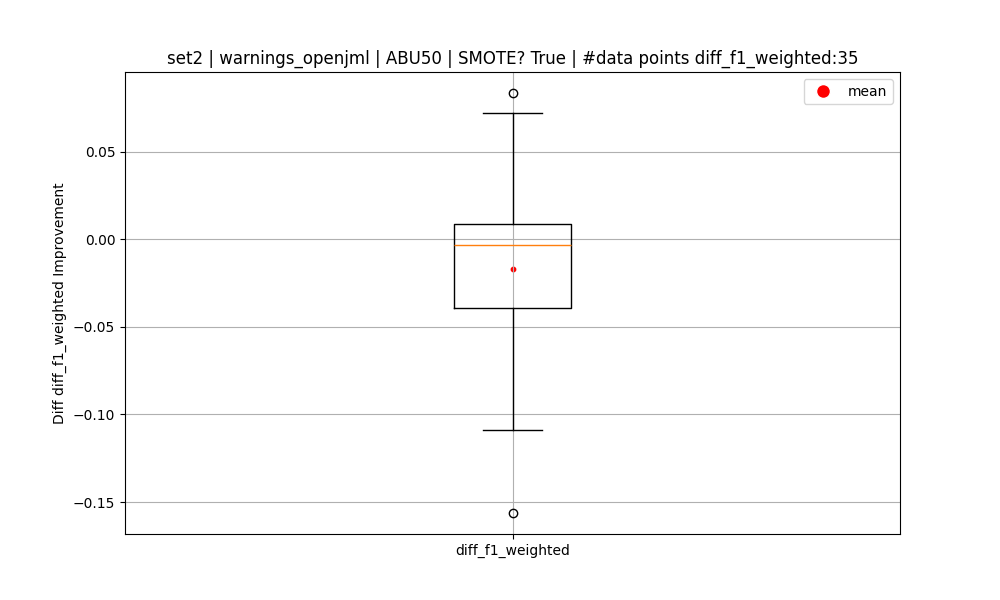 set2 | warnings_openjml | ABU50 | SMOTE? True | #data points diff_f1_weighted:35
mean
0.05
0.00
−0.05
−0.10
−0.15
Diff diff_f1_weighted Improvement
diff_f1_weighted